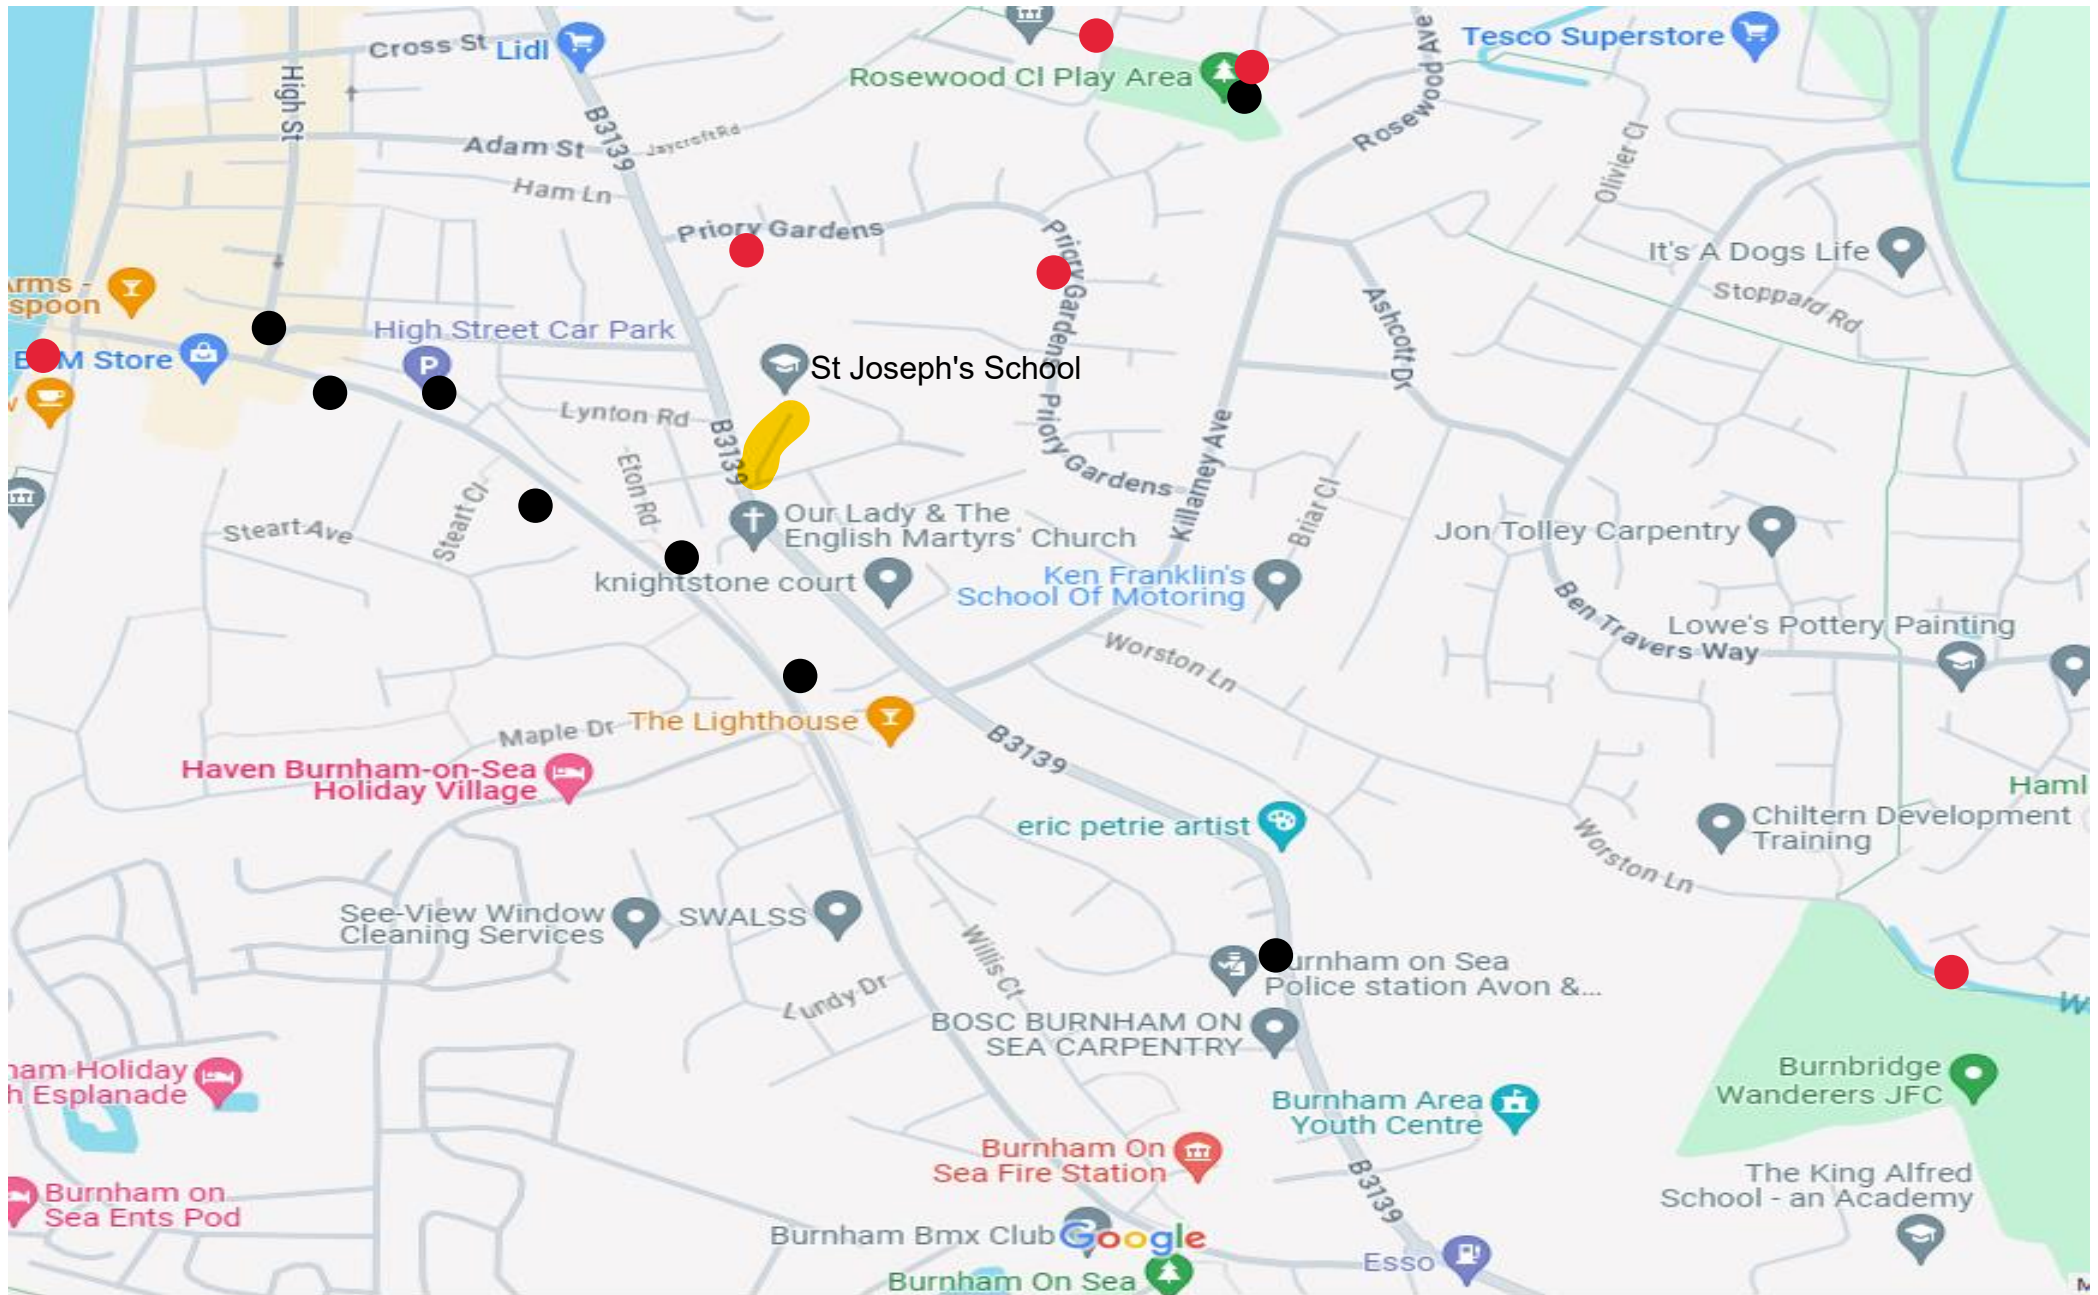 Cross St
Lidl
High St
B3139
Rosewood Cl Play Area
Rosewood Ave
Tesco Superstore
Adam St
Jaycroft Rd
Ham Ln
Olivier Cl
Priory Gardens
Priory Gardens
It's A Dogs Life
Stoppard Rd
Arms -
spoon
High Street Car Park
Ashcott Dr
Store
St Joseph's School
Lynton Rd
B3139
Priory Gardens
Killarney Ave
Eton Rd
Steart Cl
Steart Ave
Our Lady & The
English Martyrs' Church
Briar Cl
Jon Tolley Carpentry
knightstone court
Ken Franklin's
School Of Motoring
Ben Travers Way
Lowe's Pottery Painting
Worston Ln
The Lighthouse
Maple Dr
B3139
Haven Burnham-on-Sea
Holiday Village
Haml
eric petrie artist
Chiltern Development
Training
Worston Ln
See-View Window
Cleaning Services
SWALSS
Willis Ct
urnham on Sea
Police station Avon &...
Lundy Dr
BOSC BURNHAM ON
SEA CARPENTRY
ham Holiday
h Esplanade
Burnbridge
Wanderers JFC
Burnham Area
Youth Centre
Burnham On
Sea Fire Station
B3139
The King Alfred
School - an Academy
Burnham on
Sea Ents Pod
Burnham Bmx Club
Google
Esso
Burnham On Sea